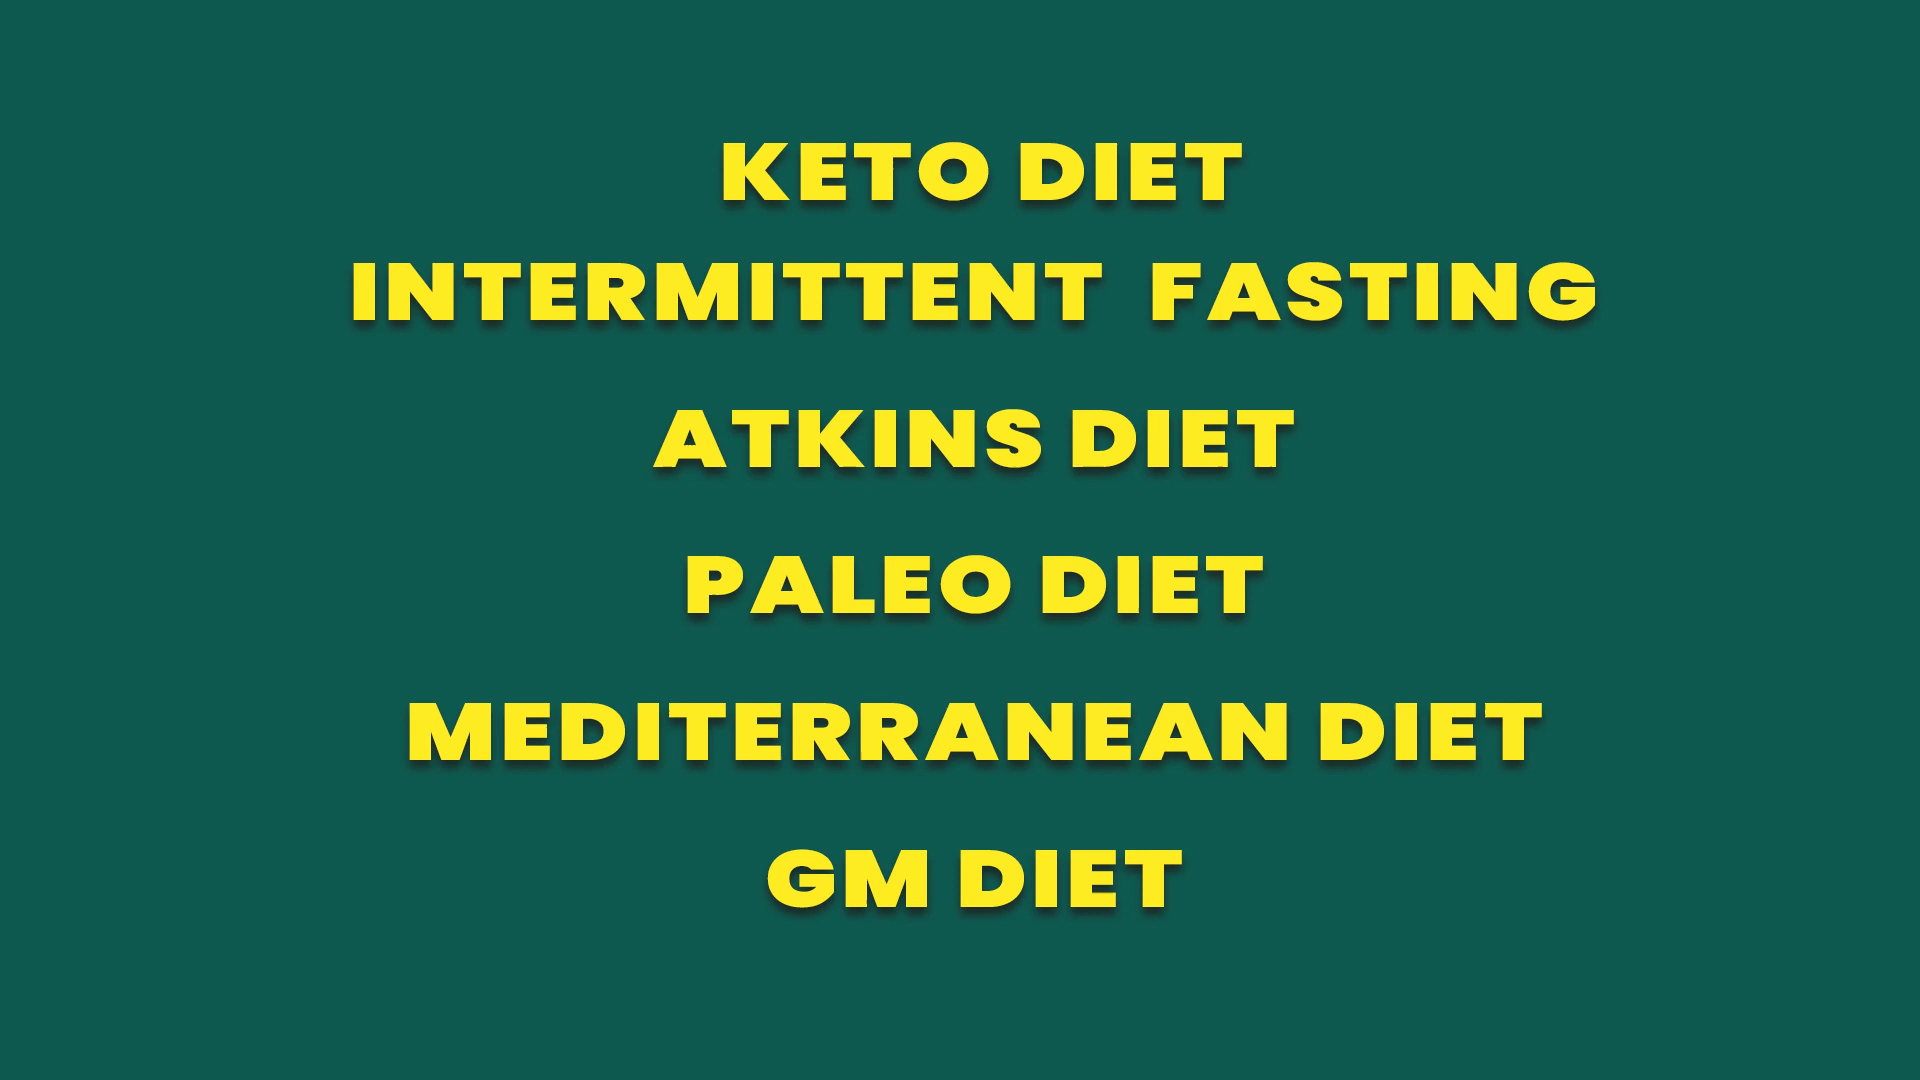 KETO DIET
INTERMITTENT FASTING
ATKINS DIET
PALEO DIET
MEDITERRANEAN DIET
GM DIET